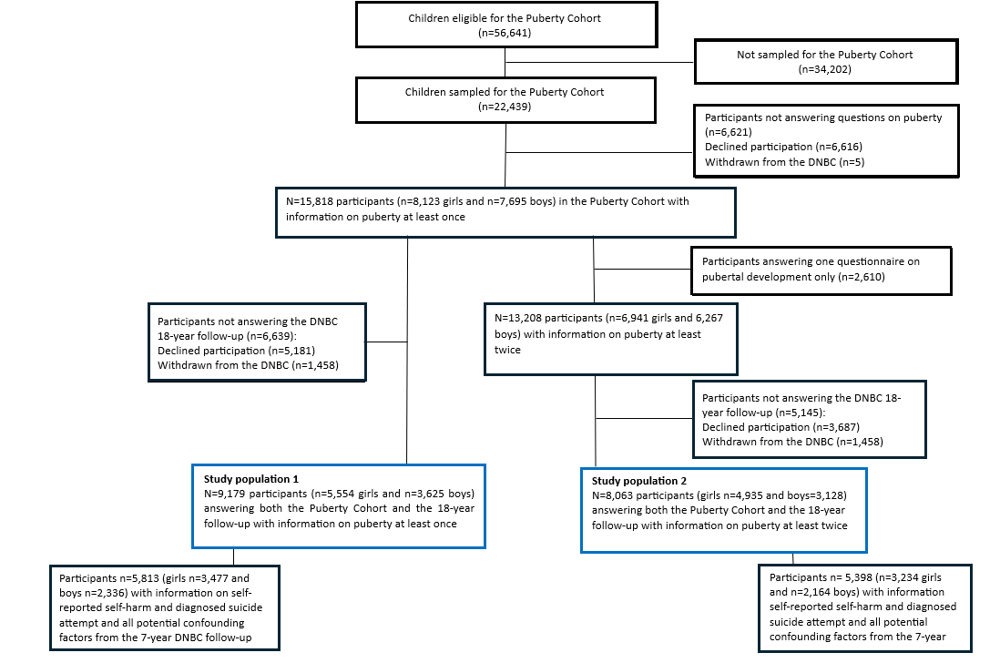 Children eligible for the Puberty Cohort
(n=56,641)
Not sampled for the Puberty Cohort
(n=34,202)
Children sampled for the Puberty Cohort
(n=22,439)
Participants not answering questions on puberty
(n=6,621)
Declined participation (n=6,616)
Withdrawn from the DNBC (n=5)
N=15,818 participants (n=8,123 girls and n=7,695 boys) in the Puberty Cohort with
information on puberty at least once
Participants answering one questionnaire on
pubertal development only (n=2,610)
Participants not answering the DNBC
18-year follow-up (n=6,639):
Declined participation (n=5,181)
Withdrawn from the DNBC (n=1,458)
N=13,208 participants (n=6,941 girls and 6,267
boys) with information on puberty at least
twice
Participants not answering the DNBC 18-
year follow-up (n=5,145):
Declined participation (n=3,687)
Withdrawn from the DNBC (n=1,458)
Study population 1
N=9,179 participants (n=5,554 girls and n=3,625 boys)
answering both the Puberty Cohort and the 18-year
follow-up with information on puberty at least once
Study population 2
N=8,063 participants (girls n=4,935 and boys=3,128)
answering both the Puberty Cohort and the 18-year
follow-up with information on puberty at least twice
Participants n=5,813 (girls n=3,477 and
boys n=2,336) with information on self-
reported self-harm and diagnosed suicide
attempt and all potential confounding
factors from the 7-year DNBC follow-up
Participants n= 5,398 (n=3,234 girls
and n=2,164 boys) with information
self-reported self-harm and diagnosed
suicide attempt and all potential
confounding factors from the 7-year